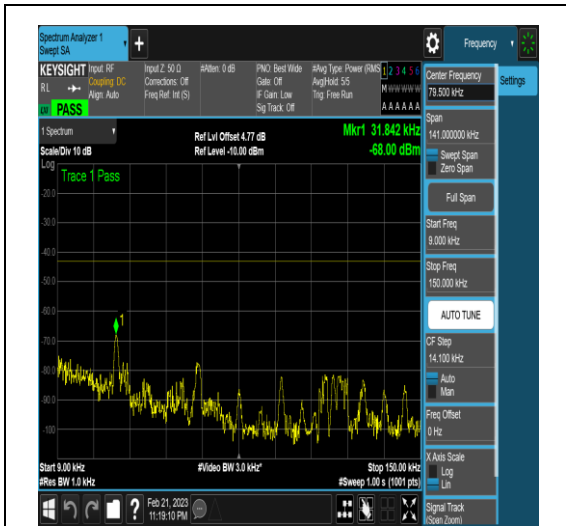 Spectrum Analyzer 1
Swept SA
+
Frequency
KEYSIGHT
RL
PASS
Input: RF
Coupling: DC
Align: Auto
Input Z: 50 Ω
Corrections: Off
Freq Ref: Int (S)
#Atten: 0 dB
PNO: Best Wide
Gate: Off
IF Gain: Low
Sig Track: Off
#Avg Type: Power (RMS
Avg|Hold: 5/5
Trig: Free Run
1 2 3 4 5 6
M W W W W W
A A A A A A
Center Frequency
79.500 kHz
Settings
Span
141.000000 kHz
Swept Span
Zero Span
Full Span
Start Freq
9.000 kHz
Stop Freq
150.000 kHz
AUTO TUNE
CF Step
14.100 kHz
Auto
Man
Freq Offset
0 Hz
X Axis Scale
Log
Lin
Signal Track
(Span Zoom)
1 Spectrum
Scale/Div 10 dB
Ref Lvl Offset 4.77 dB
Ref Level -10.00 dBm
Mkr1 31.842 kHz
-68.00 dBm
Log
Trace 1 Pass
-20.0
-30.0
-40.0
-50.0
-60.0
-70.0
-80.0
-90.0
-100
1
Start 9.00 kHz
#Res BW 1.0 kHz
#Video BW 3.0 kHz*
Stop 150.00 kHz
#Sweep 1.00 s (1001 pts)
?
Feb 21, 2023
11:19:10 PM